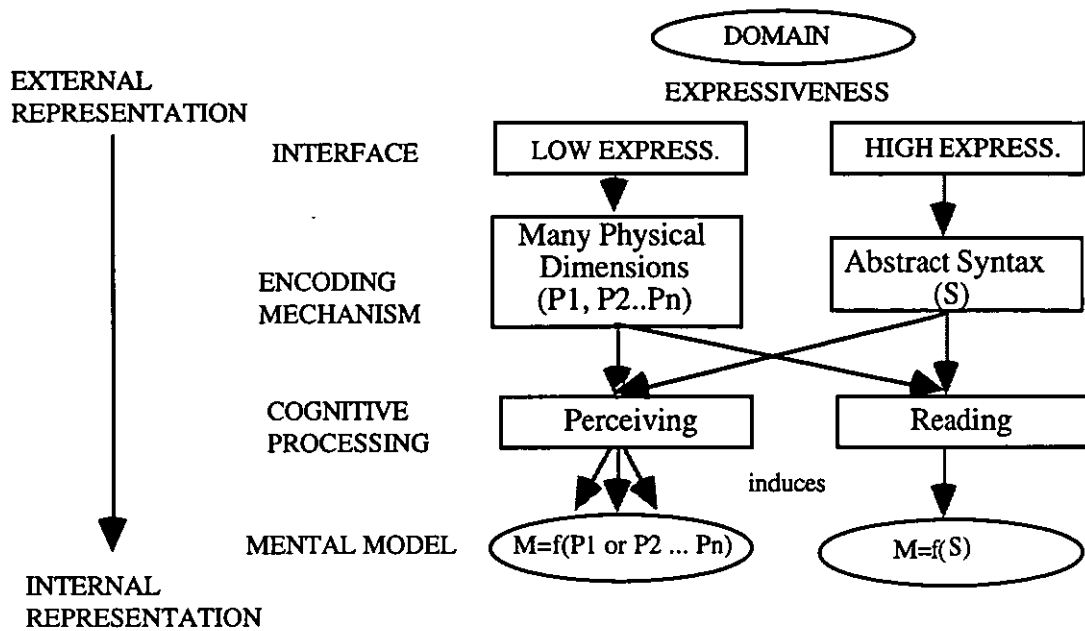 DOMAIN
EXTERNAL
REPRESENTATION
EXPRESSIVENESS
INTERFACE
LOW EXPRESS.
HIGH EXPRESS.
ENCODING
MECHANISM
Many Physical
Dimensions
(P1, P2..Pn)
Abstract Syntax
(S)
COGNITIVE
PROCESSING
Perceiving
Reading
induces
MENTAL MODEL
M=f(P1 or P2 ... Pn)
M=f(S)
INTERNAL
REPRESENTATION